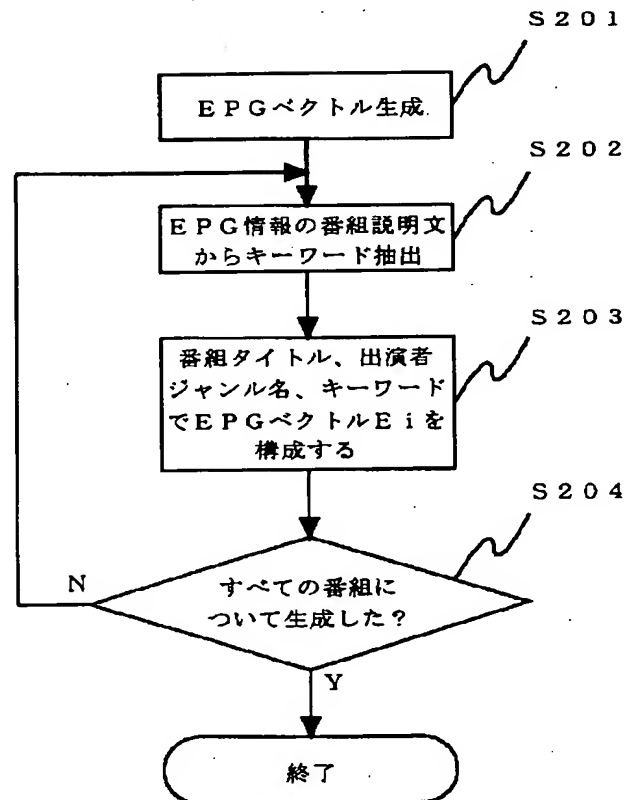 S201
EPGベクトル生成
S202
EPG情報の番組説明文
からキーワード抽出
S203
番組タイトル、出演者
ジャンル名、キーワード
でEPGベクトルEiを
構成する
S204
N
すべての番組に
ついて生成した?
Y
終了